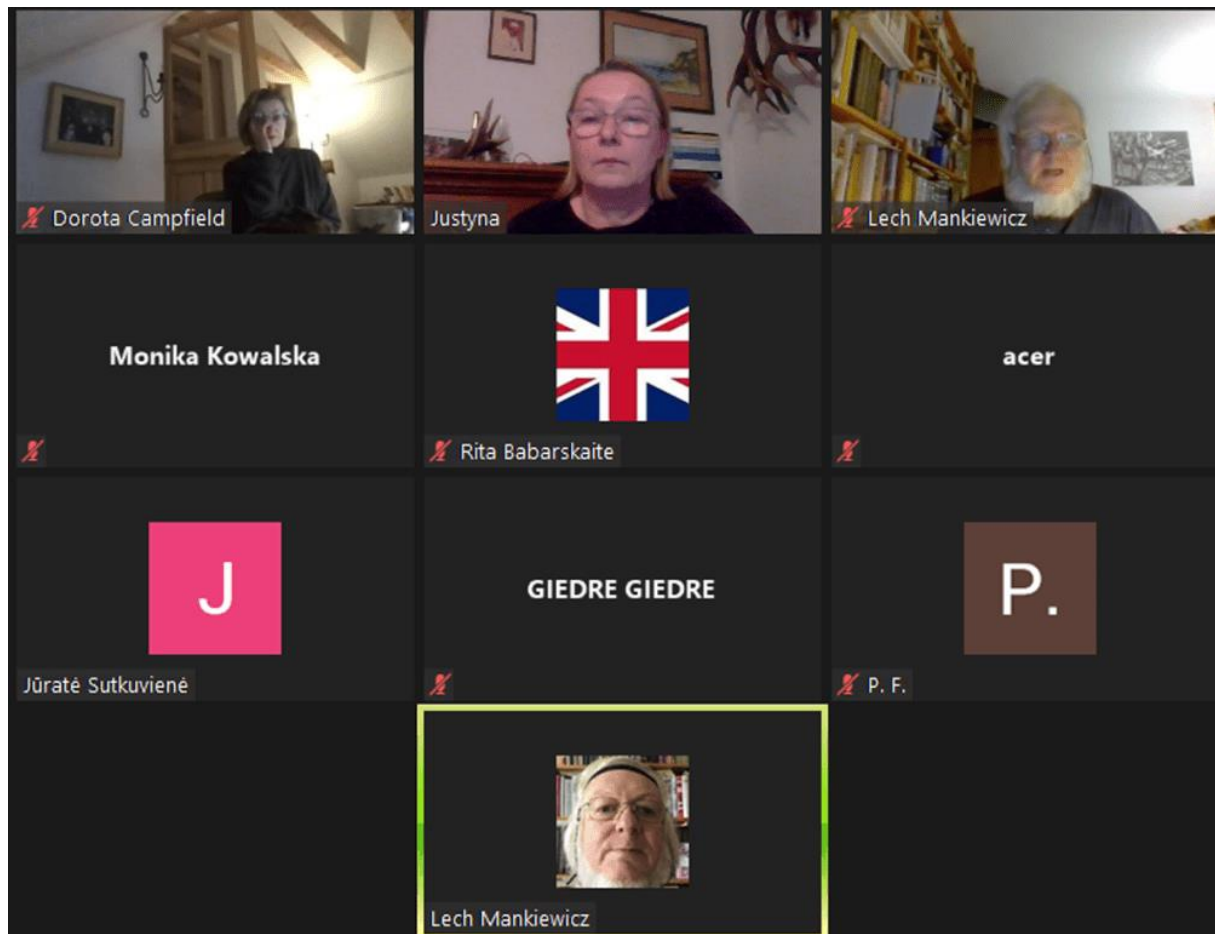 Dorota Campfield
Justyna
Lech Mankiewicz
Monika Kowalska
Rita Babarskaite
acer
J
Jūratė Sutkuvienė
GIEDRE GIEDRE
P.
P. F.
Lech Mankiewicz